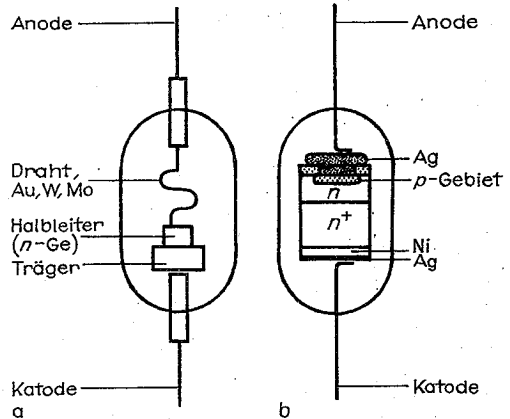 Anode
Draht,
Au, W, Mo
Halbleiter
(n-Ge)
Träger
Katode
a
Anode
Ag
p-Gebiet
n
n+
Ni
Ag
Katode
b